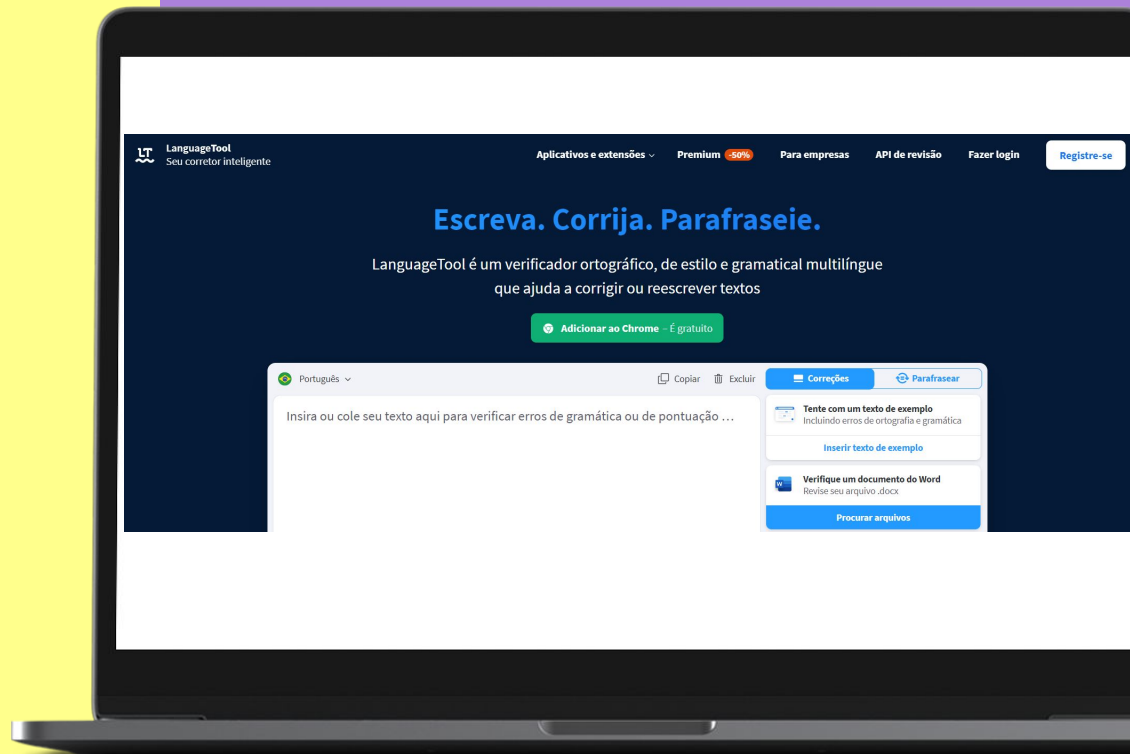 LanguageTool
Seu corretor inteligente
Aplicativos e extensões
Premium -50%
Para empresas
API de revisão
Fazer login
Registre-se
Escreva. Corrija. Parafraseie.
LanguageTool é um verificador ortográfico, de estilo e gramatical multilíngue
que ajuda a corrigir ou reescrever textos
Adicionar ao Chrome – É gratuito
Português
Copiar
Excluir
Correções
Parafrasear
Insira ou cole seu texto aqui para verificar erros de gramática ou de pontuação …
Tente com um texto de exemplo
Incluindo erros de ortografia e gramática
Inserir texto de exemplo
Verifique um documento do Word
Revise seu arquivo .docx
Procurar arquivos